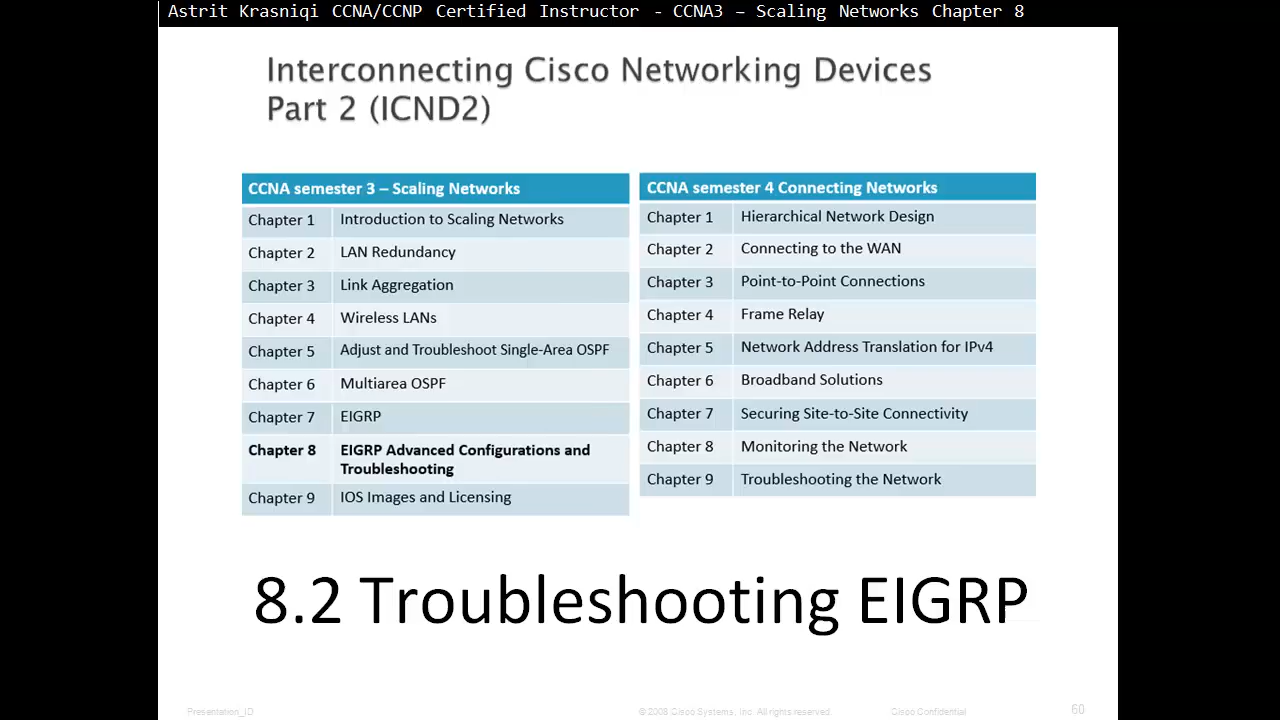 Astrit Krasniqi CCNA/CCNP Certified Instructor - CCNA3 – Scaling Networks Chapter 8
Interconnecting Cisco Networking Devices
Part 2 (ICND2)
CCNA semester 3 – Scaling Networks
Chapter 1 Introduction to Scaling Networks
Chapter 2 LAN Redundancy
Chapter 3 Link Aggregation
Chapter 4 Wireless LANs
Chapter 5 Adjust and Troubleshoot Single-Area OSPF
Chapter 6 Multiarea OSPF
Chapter 7 EIGRP
Chapter 8 EIGRP Advanced Configurations and
Troubleshooting
Chapter 9 IOS Images and Licensing
CCNA semester 4 Connecting Networks
Chapter 1 Hierarchical Network Design
Chapter 2 Connecting to the WAN
Chapter 3 Point-to-Point Connections
Chapter 4 Frame Relay
Chapter 5 Network Address Translation for IPv4
Chapter 6 Broadband Solutions
Chapter 7 Securing Site-to-Site Connectivity
Chapter 8 Monitoring the Network
Chapter 9 Troubleshooting the Network
8.2 Troubleshooting EIGRP
Presentation_ID © 2008 Cisco Systems, Inc. All rights reserved. Cisco Confidential 60